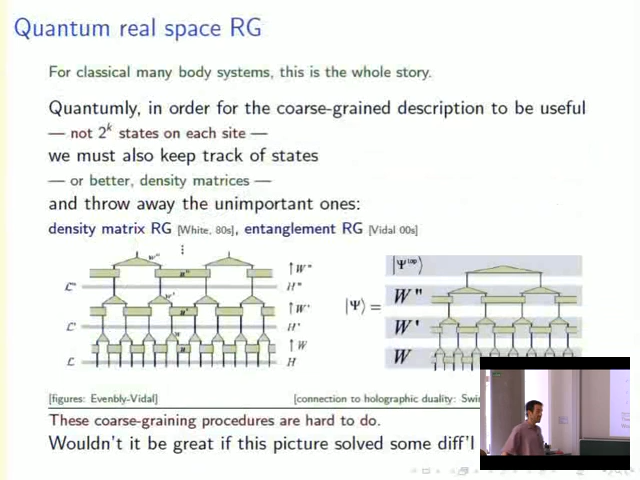 Quantum real space RG
For classical many body systems, this is the whole story.
Quantumly, in order for the coarse-grained description to be useful
— not 2^k states on each site —
we must also keep track of states
— or better, density matrices —
and throw away the unimportant ones:
density matrix RG [White, 80s], entanglement RG [Vidal 00s]
L'' ↑W'' H''
L' ↑W' H'
L ↑W H
|Ψ⟩ =
|Ψ^top⟩
W''
W'
W
[figures: Evenbly-Vidal] [connection to holographic duality:
These coarse-graining procedures are hard to do.
Wouldn't it be great if this picture solved some diff'l